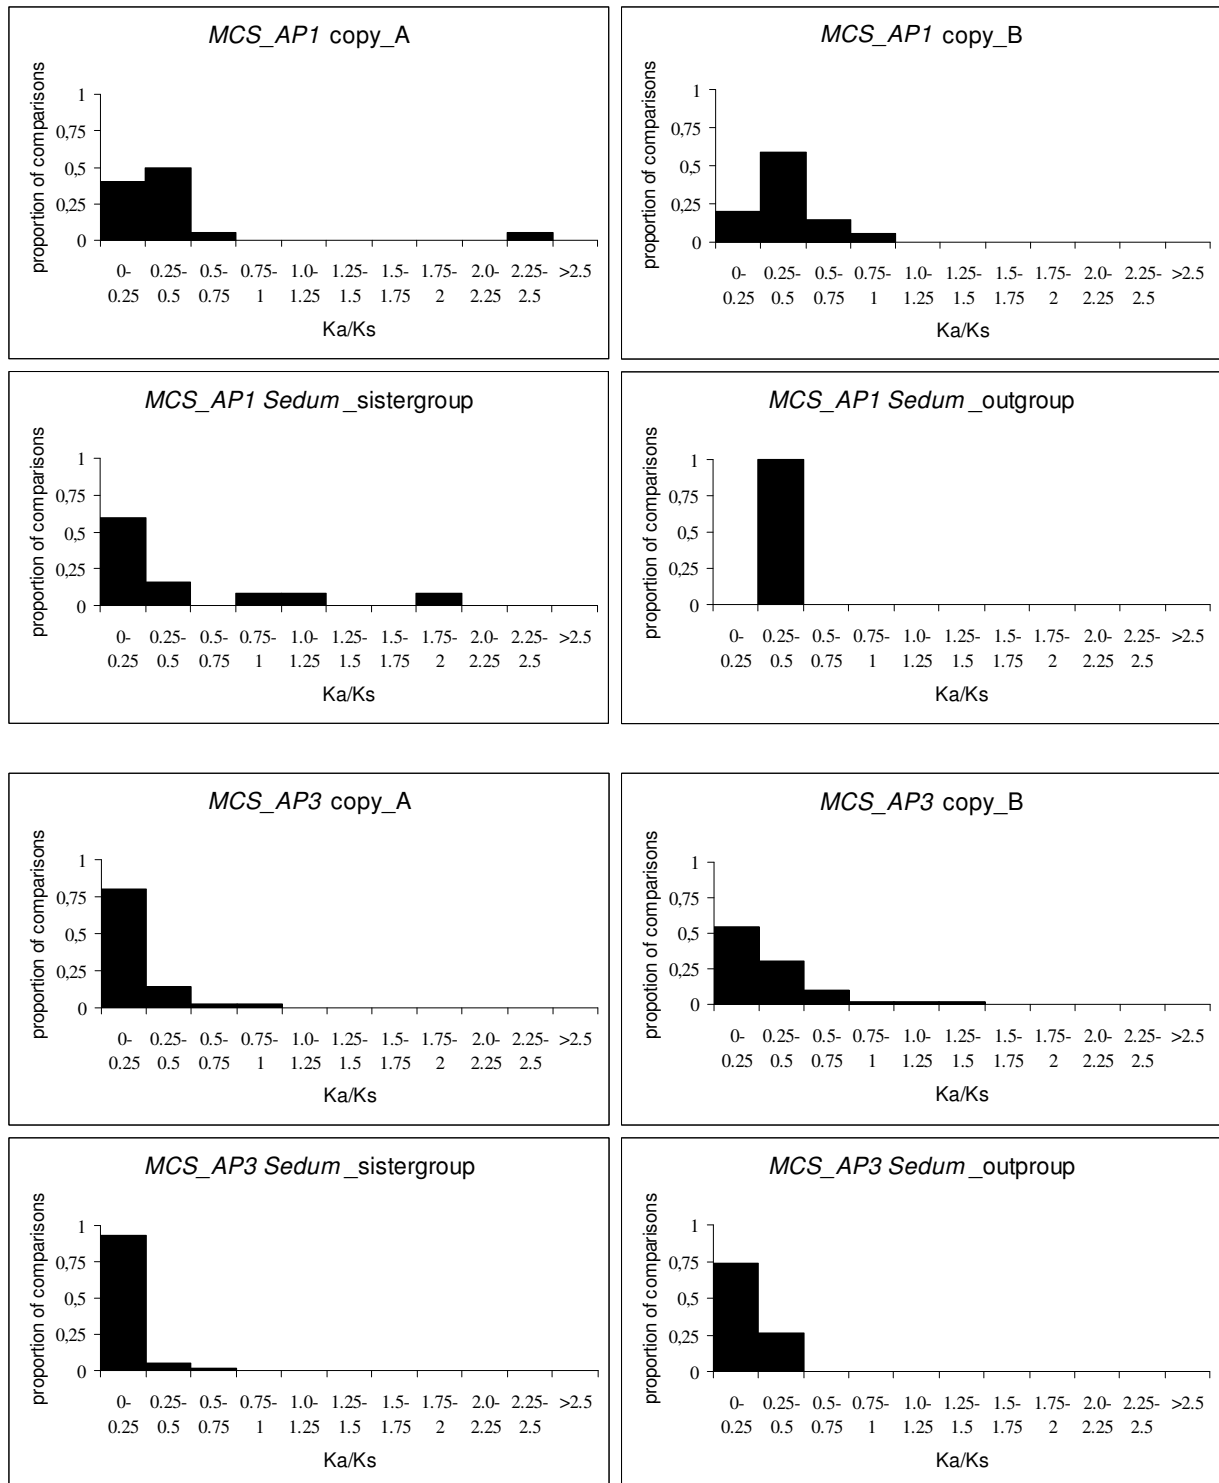 MCS_AP1 copy_A
proportion of comparisons
1
0,75
0,5
0,25
0
0- 0.25- 0.5- 0.75- 1.0- 1.25- 1.5- 1.75- 2.0- 2.25- >2.5
0.25 0.5 0.75 1 1.25 1.5 1.75 2 2.25 2.5
Ka/Ks
MCS_AP1 copy_B
proportion of comparisons
1
0,75
0,5
0,25
0
0- 0.25- 0.5- 0.75- 1.0- 1.25- 1.5- 1.75- 2.0- 2.25- >2.5
0.25 0.5 0.75 1 1.25 1.5 1.75 2 2.25 2.5
Ka/Ks
MCS_AP1 Sedum_sistergroup
proportion of comparisons
1
0,75
0,5
0,25
0
0- 0.25- 0.5- 0.75- 1.0- 1.25- 1.5- 1.75- 2.0- 2.25- >2.5
0.25 0.5 0.75 1 1.25 1.5 1.75 2 2.25 2.5
Ka/Ks
MCS_AP1 Sedum_outgroup
proportion of comparisons
1
0,75
0,5
0,25
0
0- 0.25- 0.5- 0.75- 1.0- 1.25- 1.5- 1.75- 2.0- 2.25- >2.5
0.25 0.5 0.75 1 1.25 1.5 1.75 2 2.25 2.5
Ka/Ks
MCS_AP3 copy_A
proportion of comparisons
1
0,75
0,5
0,25
0
0- 0.25- 0.5- 0.75- 1.0- 1.25- 1.5- 1.75- 2.0- 2.25- >2.5
0.25 0.5 0.75 1 1.25 1.5 1.75 2 2.25 2.5
Ka/Ks
MCS_AP3 copy_B
propotion of comparisons
1
0,75
0,5
0,25
0
0- 0.25- 0.5- 0.75- 1.0- 1.25- 1.5- 1.75- 2.0- 2.25- >2.5
0.25 0.5 0.75 1 1.25 1.5 1.75 2 2.25 2.5
Ka/Ks
MCS_AP3 Sedum_sistergroup
proportion of comparisons
1
0,75
0,5
0,25
0
0- 0.25- 0.5- 0.75- 1.0- 1.25- 1.5- 1.75- 2.0- 2.25- >2.5
0.25 0.5 0.75 1 1.25 1.5 1.75 2 2.25 2.5
Ka/Ks
MCS_AP3 Sedum_outproup
proportion of comparisons
1
0,75
0,5
0,25
0
0- 0.25- 0.5- 0.75- 1.0- 1.25- 1.5- 1.75- 2.0- 2.25- >2.5
0.25 0.5 0.75 1 1.25 1.5 1.75 2 2.25 2.5
Ka/Ks